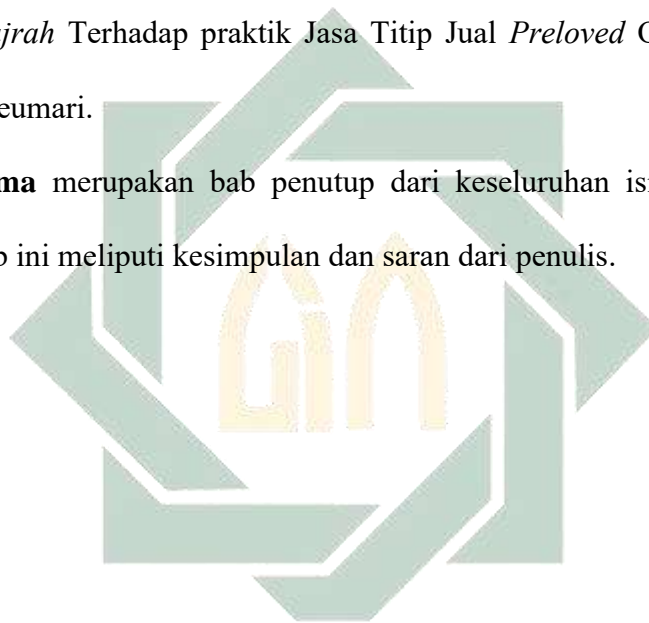 jrah Terhadap praktik Jasa Titip Jual Preloved
eumari.
ma merupakan bab penutup dari keseluruhan is
ini meliputi kesimpulan dan saran dari penulis.
UIN